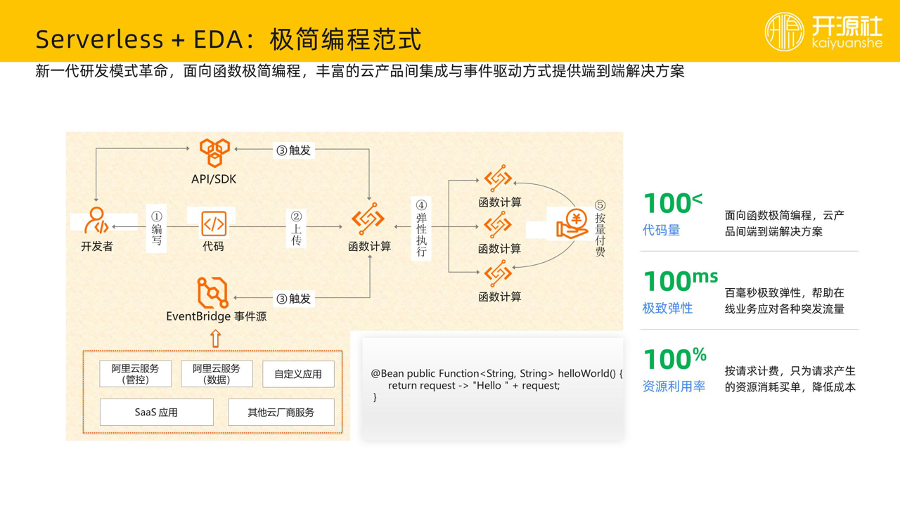 Serverless + EDA：极简编程范式
开源社
kaiyuanshe
新一代研发模式革命，面向函数极简编程，丰富的云产品间集成与事件驱动方式提供端到端解决方案
API/SDK
③触发
开发者
①编写
代码
②上传
函数计算
④弹性执行
函数计算
函数计算
函数计算
⑤按量付费
③触发
EventBridge 事件源
阿里云服务
（管控）
阿里云服务
（数据）
自定义应用
SaaS 应用
其他云厂商服务
@Bean public Function<String, String> helloWorld() {
return request -> "Hello " + request;
}
100<
代码量
面向函数极简编程，云产
品间端到端解决方案
100ms
极致弹性
百毫秒极致弹性，帮助在
线业务应对各种突发流量
100%
资源利用率
按请求计费，只为请求产生
的资源消耗买单，降低成本